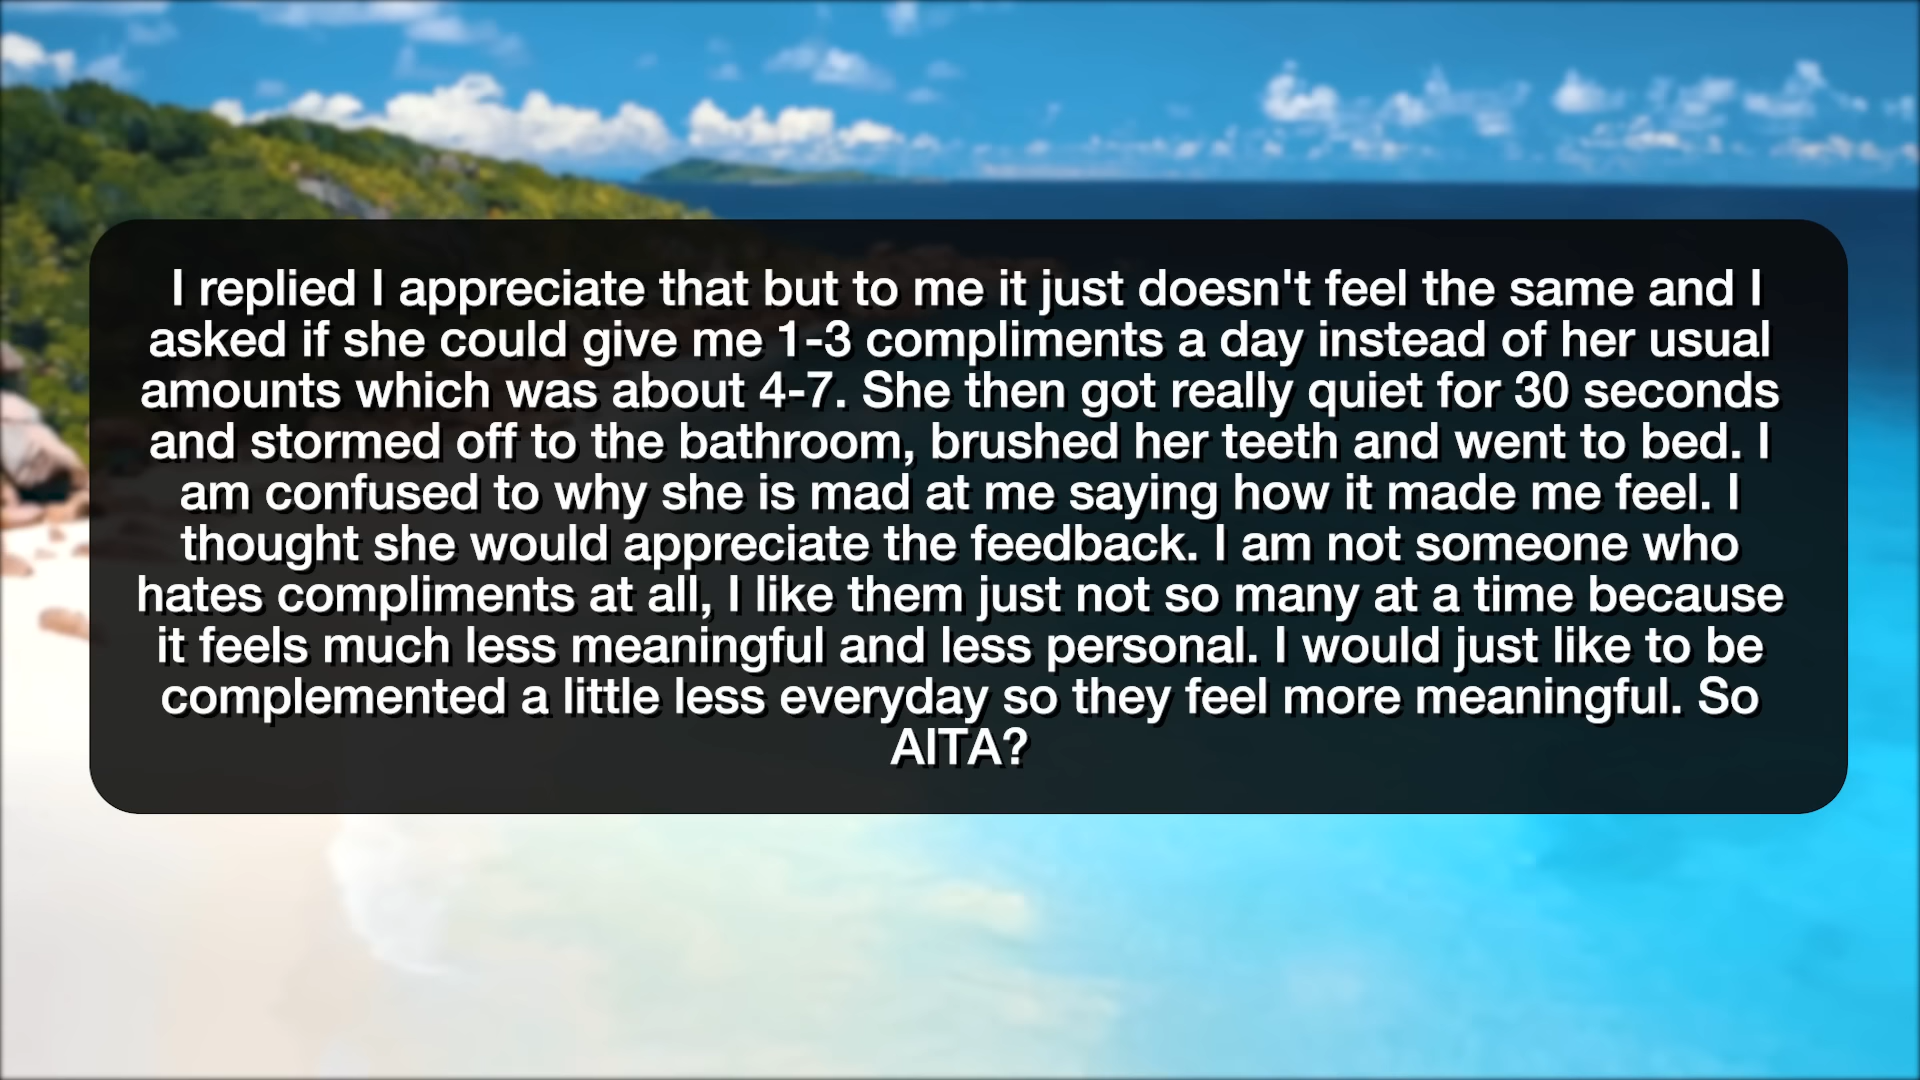 I replied I appreciate that but to me it just doesn't feel the same and I
asked if she could give me 1-3 compliments a day instead of her usual
amounts which was about 4-7. She then got really quiet for 30 seconds
and stormed off to the bathroom, brushed her teeth and went to bed. I
am confused to why she is mad at me saying how it made me feel. I
thought she would appreciate the feedback. I am not someone who
hates compliments at all, I like them just not so many at a time because
it feels much less meaningful and less personal. I would just like to be
complemented a little less everyday so they feel more meaningful. So
AITA?